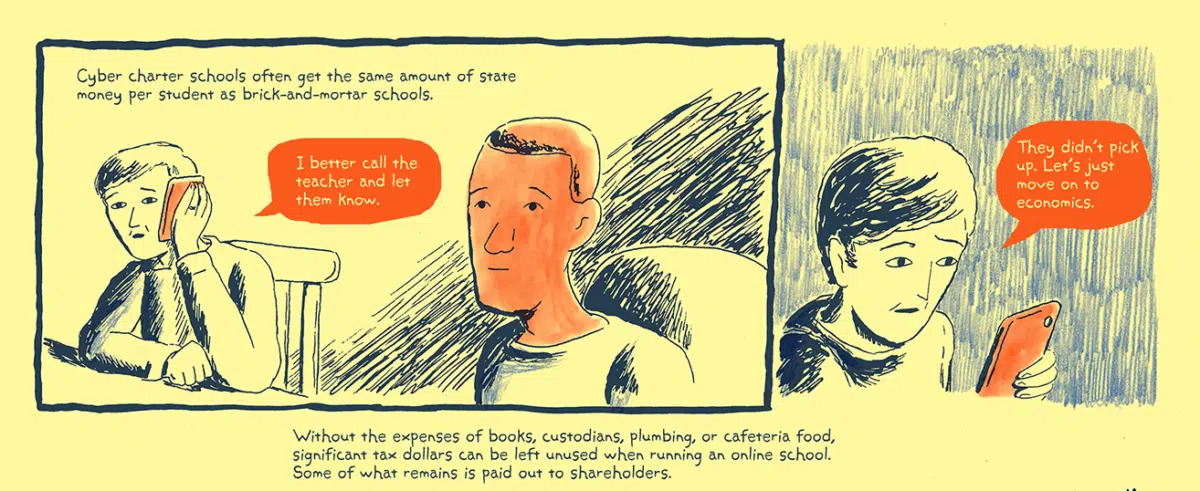 Cyber charter schools often get the same amount of state
money per student as brick-and-mortar schools.
I better call the
teacher and let
them know.
They didn't pick
up. Let's just
move on to
economics.
Without the expenses of books, custodians, plumbing, or cafeteria food,
significant tax dollars can be left unused when running an online school.
Some of what remains is paid out to shareholders.